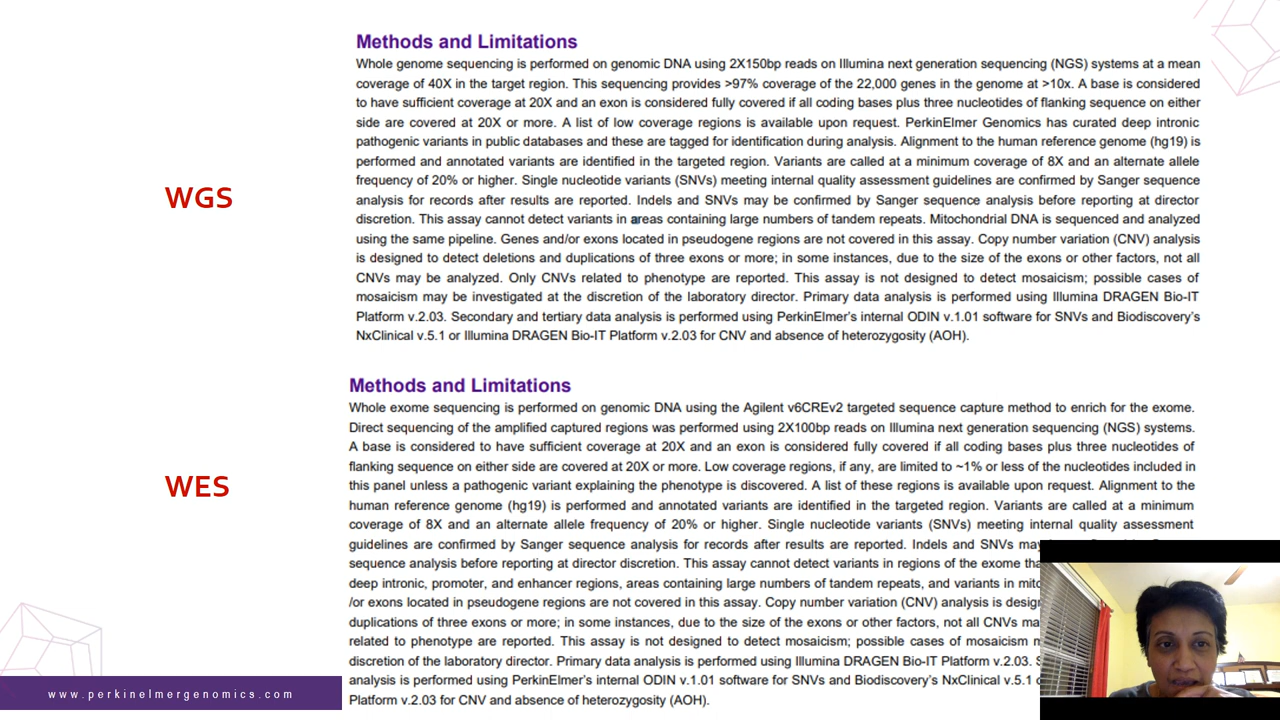 Methods and Limitations
Whole genome sequencing is performed on genomic DNA using 2X150bp reads on Illumina next generation sequencing (NGS) systems at a mean
coverage of 40X in the target region. This sequencing provides >97% coverage of the 22,000 genes in the genome at >10x. A base is considered
to have sufficient coverage at 20X and an exon is considered fully covered if all coding bases plus three nucleotides of flanking sequence on either
side are covered at 20X or more. A list of low coverage regions is available upon request. PerkinElmer Genomics has curated deep intronic
pathogenic variants in public databases and these are tagged for identification during analysis. Alignment to the human reference genome (hg19) is
performed and annotated variants are identified in the targeted region. Variants are called at a minimum coverage of 8X and an alternate allele
frequency of 20% or higher. Single nucleotide variants (SNVs) meeting internal quality assessment guidelines are confirmed by Sanger sequence
WGS
analysis for records after results are reported. Indels and SNVs may be confirmed by Sanger sequence analysis before reporting at director
discretion. This assay cannot detect variants in areas containing large numbers of tandem repeats. Mitochondrial DNA is sequenced and analyzed
using the same pipeline. Genes and/or exons located in pseudogene regions are not covered in this assay. Copy number variation (CNV) analysis
is designed to detect deletions and duplications of three exons or more; in some instances, due to the size of the exons or other factors, not all
CNVs may be analyzed. Only CNVs related to phenotype are reported. This assay is not designed to detect mosaicism; possible cases of
mosaicism may be investigated at the discretion of the laboratory director. Primary data analysis is performed using Illumina DRAGEN Bio-IT
Platform v.2.03. Secondary and tertiary data analysis is performed using PerkinElmer's internal ODIN v.1.01 software for SNVs and Biodiscovery's
NxClinical v.5.1 or Illumina DRAGEN Bio-IT Platform v.2.03 for CNV and absence of heterozygosity (AOH).
Methods and Limitations
Whole exome sequencing is performed on genomic DNA using the Agilent v6CREv2 targeted sequence capture method to enrich for the exome.
Direct sequencing of the amplified captured regions was performed using 2X100bp reads on Illumina next generation sequencing (NGS) systems.
A base is considered to have sufficient coverage at 20X and an exon is considered fully covered if all coding bases plus three nucleotides of
flanking sequence on either side are covered at 20X or more. Low coverage regions, if any, are limited to ~1% or less of the nucleotides included in
WES
this panel unless a pathogenic variant explaining the phenotype is discovered. A list of these regions is available upon request. Alignment to the
human reference genome (hg19) is performed and annotated variants are identified in the targeted region. Variants are called at a minimum
coverage of 8X and an alternate allele frequency of 20% or higher. Single nucleotide variants (SNVs) meeting internal quality assessment
guidelines are confirmed by Sanger sequence analysis for records after results are reported. Indels and SNVs
sequence analysis before reporting at director discretion. This assay cannot detect variants in regions of the exome
deep intronic, promoter, and enhancer regions, areas containing large numbers of tandem repeats, and variants in
/or exons located in pseudogene regions are not covered in this assay. Copy number variation (CNV) analysis is
duplications of three exons or more; in some instances, due to the size of the exons or other factors, not all CNVs
related to phenotype are reported. This assay is not designed to detect mosaicism; possible cases of mosaicism
discretion of the laboratory director. Primary data analysis is performed using Illumina DRAGEN Bio-IT Platform v.2.03.
analysis is performed using PerkinElmer's internal ODIN v.1.01 software for SNVs and Biodiscovery's NxClinical v.5.1
Platform v.2.03 for CNV and absence of heterozygosity (AOH).
www.perkinelmergenomics.com